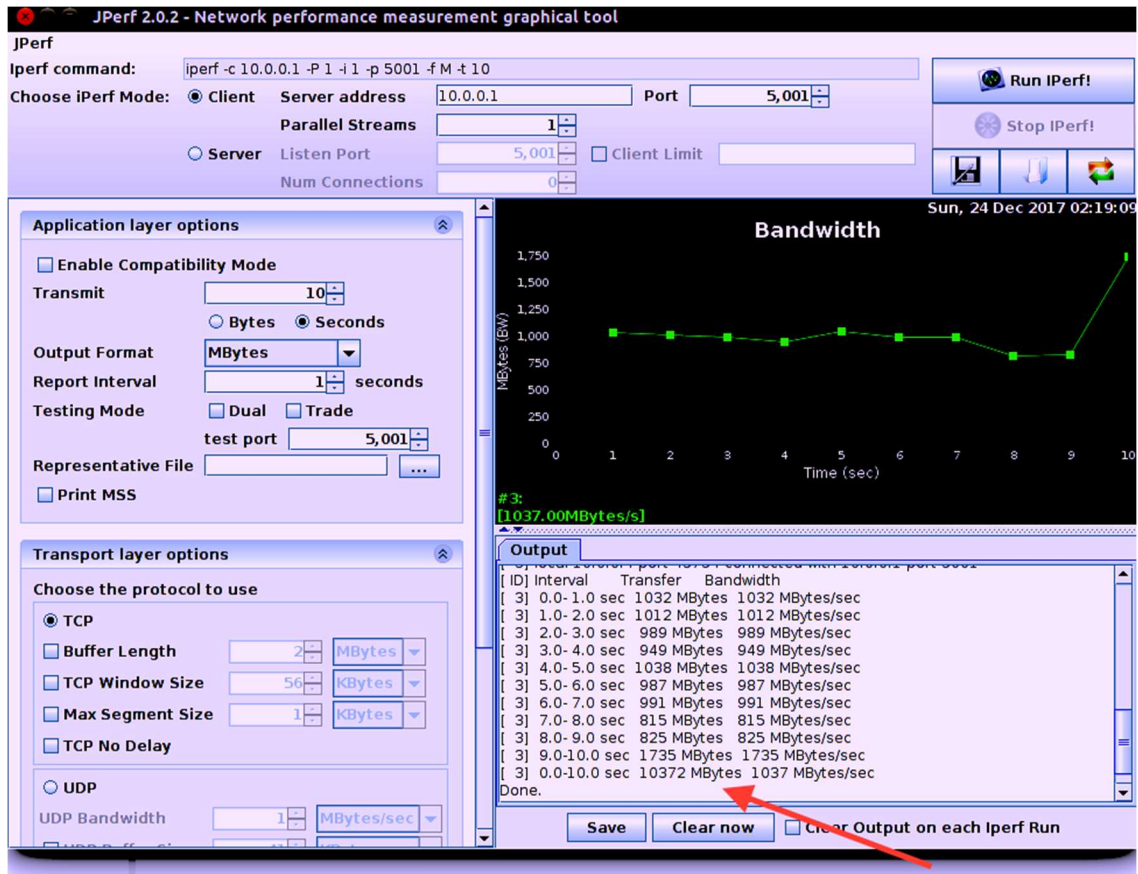 JPerf 2.0.2 - Network performance measurement graphical tool
JPerf
Iperf command: iperf -c 10.0.0.1 -P 1 -i 1 -p 5001 -f M -t 10
Run IPerf!
Choose iPerf Mode: Client Server address 10.0.0.1 Port 5,001
Parallel Streams 1
Stop IPerf!
Server Listen Port 5,001 Client Limit
Num Connections 0
Application layer options
Enable Compatibility Mode
Transmit 10
Bytes Seconds
Output Format MBytes
Report Interval 1 seconds
Testing Mode Dual Trade
test port 5,001
Representative File ...
Print MSS
Transport layer options
Choose the protocol to use
TCP
Buffer Length 2 MBytes
TCP Window Size 56 KBytes
Max Segment Size 1 KBytes
TCP No Delay
UDP
UDP Bandwidth 1 MBytes/sec
Sun, 24 Dec 2017 02:19:09
Bandwidth
MBytes (BW)
1,750
1,500
1,250
1,000
750
500
250
0
0 1 2 3 4 5 6 7 8 9 10
Time (sec)
#3:
[1037.00MBytes/s]
Output
[ ID] Interval Transfer Bandwidth
[ 3] 0.0- 1.0 sec 1032 MBytes 1032 MBytes/sec
[ 3] 1.0- 2.0 sec 1012 MBytes 1012 MBytes/sec
[ 3] 2.0- 3.0 sec 989 MBytes 989 MBytes/sec
[ 3] 3.0- 4.0 sec 949 MBytes 949 MBytes/sec
[ 3] 4.0- 5.0 sec 1038 MBytes 1038 MBytes/sec
[ 3] 5.0- 6.0 sec 987 MBytes 987 MBytes/sec
[ 3] 6.0- 7.0 sec 991 MBytes 991 MBytes/sec
[ 3] 7.0- 8.0 sec 815 MBytes 815 MBytes/sec
[ 3] 8.0- 9.0 sec 825 MBytes 825 MBytes/sec
[ 3] 9.0-10.0 sec 1735 MBytes 1735 MBytes/sec
[ 3] 0.0-10.0 sec 10372 MBytes 1037 MBytes/sec
Done.
Save Clear now Clear Output on each Iperf Run